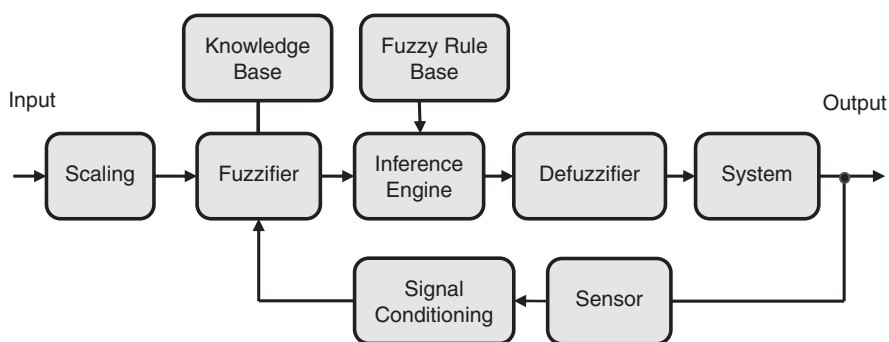 Knowledge
Base
Fuzzy Rule
Base
Input
Output
Scaling
Fuzzifier
Inference
Engine
Defuzzifier
System
Signal
Conditioning
Sensor